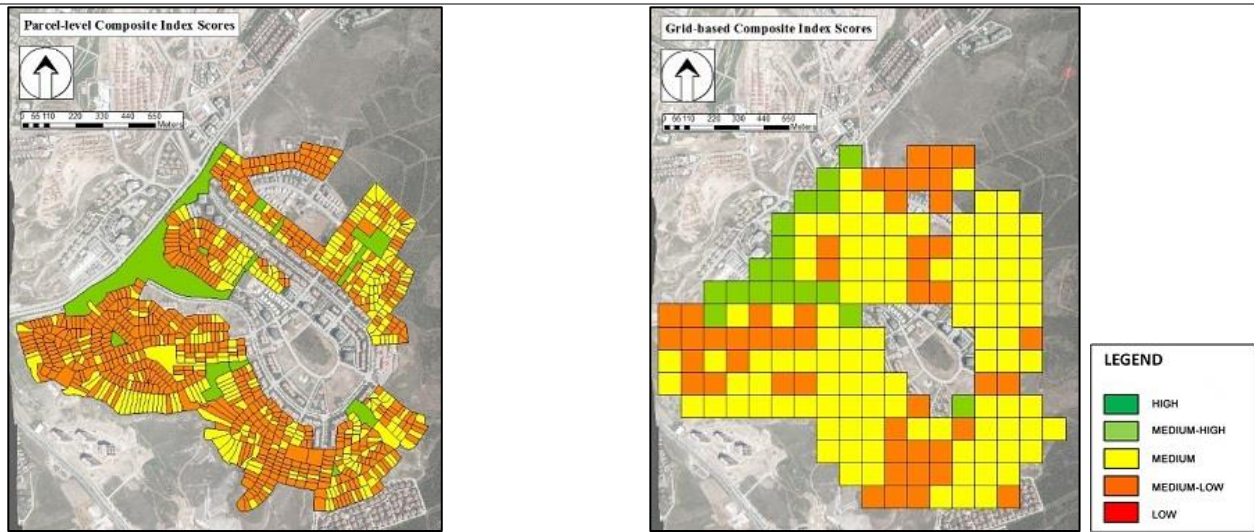 Parcel-level Composite Index Scores
0 55 110 220 330 440 550
Meters
Grid-based Composite Index Scores
0 55 110 220 330 440 550
Meters
LEGEND
HIGH
MEDIUM-HIGH
MEDIUM
MEDIUM-LOW
LOW